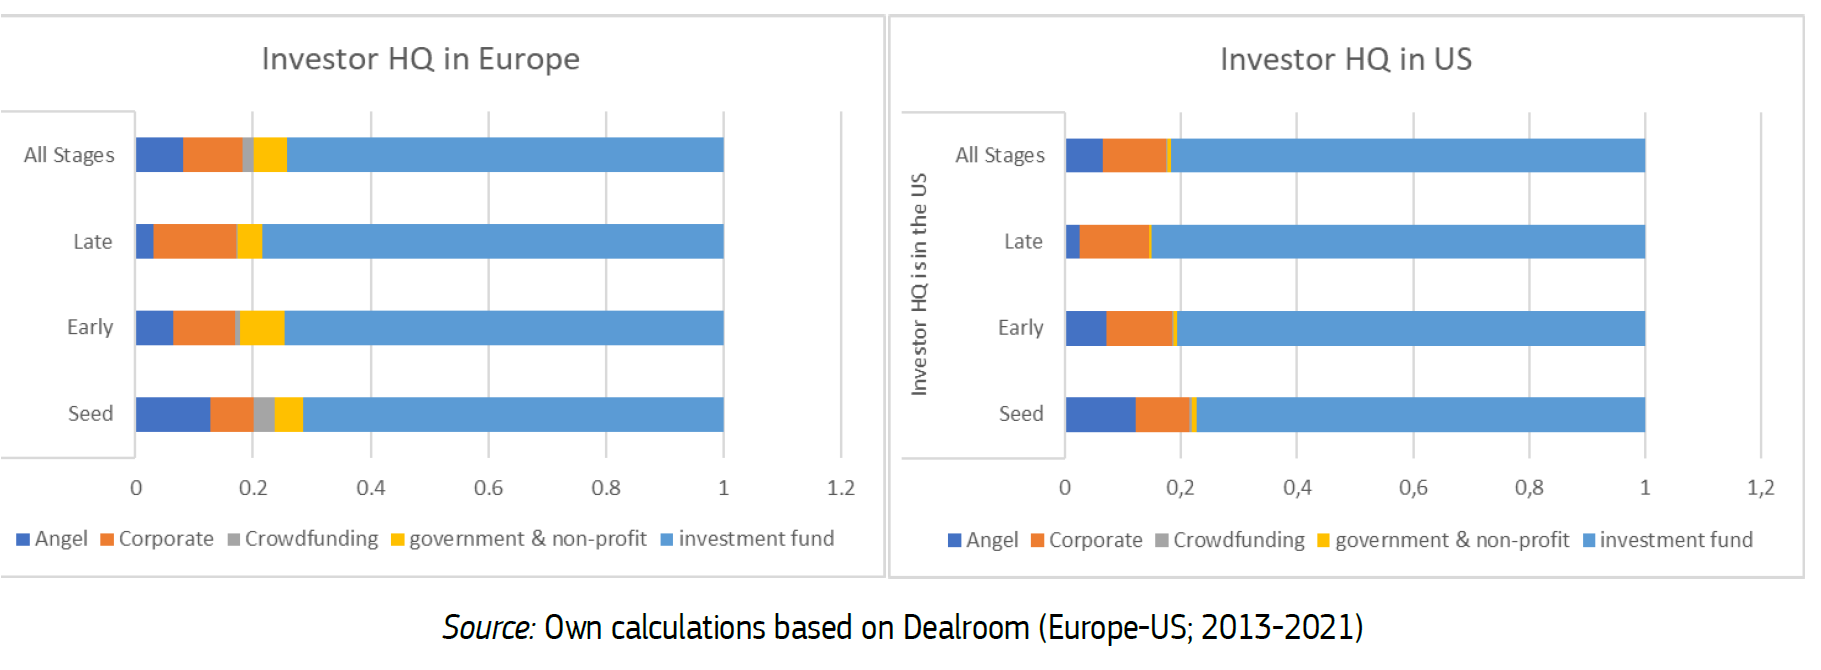 Investor HQ in Europe
All Stages
Late
Early
Seed
0 0.2 0.4 0.6 0.8 1 1.2
Angel Corporate Crowdfunding government & non-profit investment fund
Investor HQ in US
Investor HQ is in the US
All Stages
Late
Early
Seed
0 0,2 0,4 0,6 0,8 1 1,2
Angel Corporate Crowdfunding government & non-profit investment fund
Source: Own calculations based on Dealroom (Europe-US; 2013-2021)